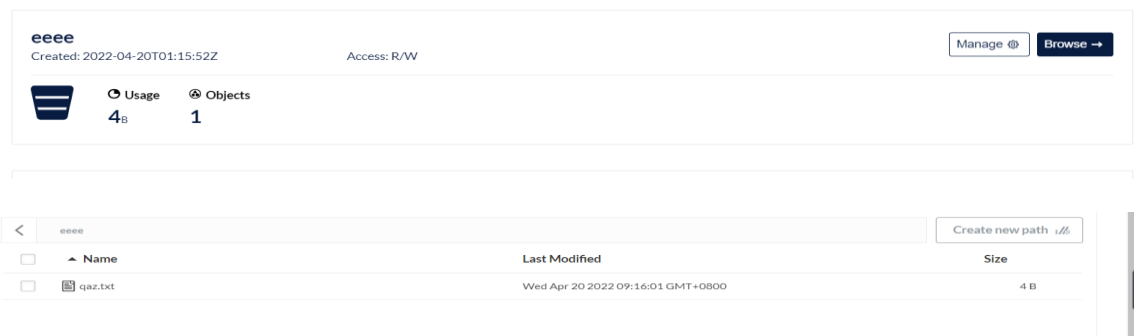 eeee
Created: 2022-04-20T01:15:52Z Access: R/W Manage Browse →
Usage Objects
4B 1
eeee Create new path
Name Last Modified Size
qaz.txt Wed Apr 20 2022 09:16:01 GMT+0800 4 B